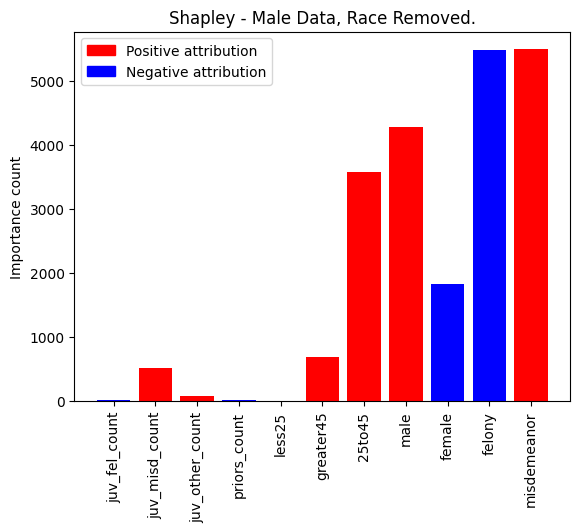 Shapley - Male Data, Race Removed.
Positive attribution
Negative attribution
Importance count
5000
4000
3000
2000
1000
0
juv_fel_count
juv_misd_count
juv_other_count
priors_count
less25
greater45
25to45
male
female
felony
misdemeanor